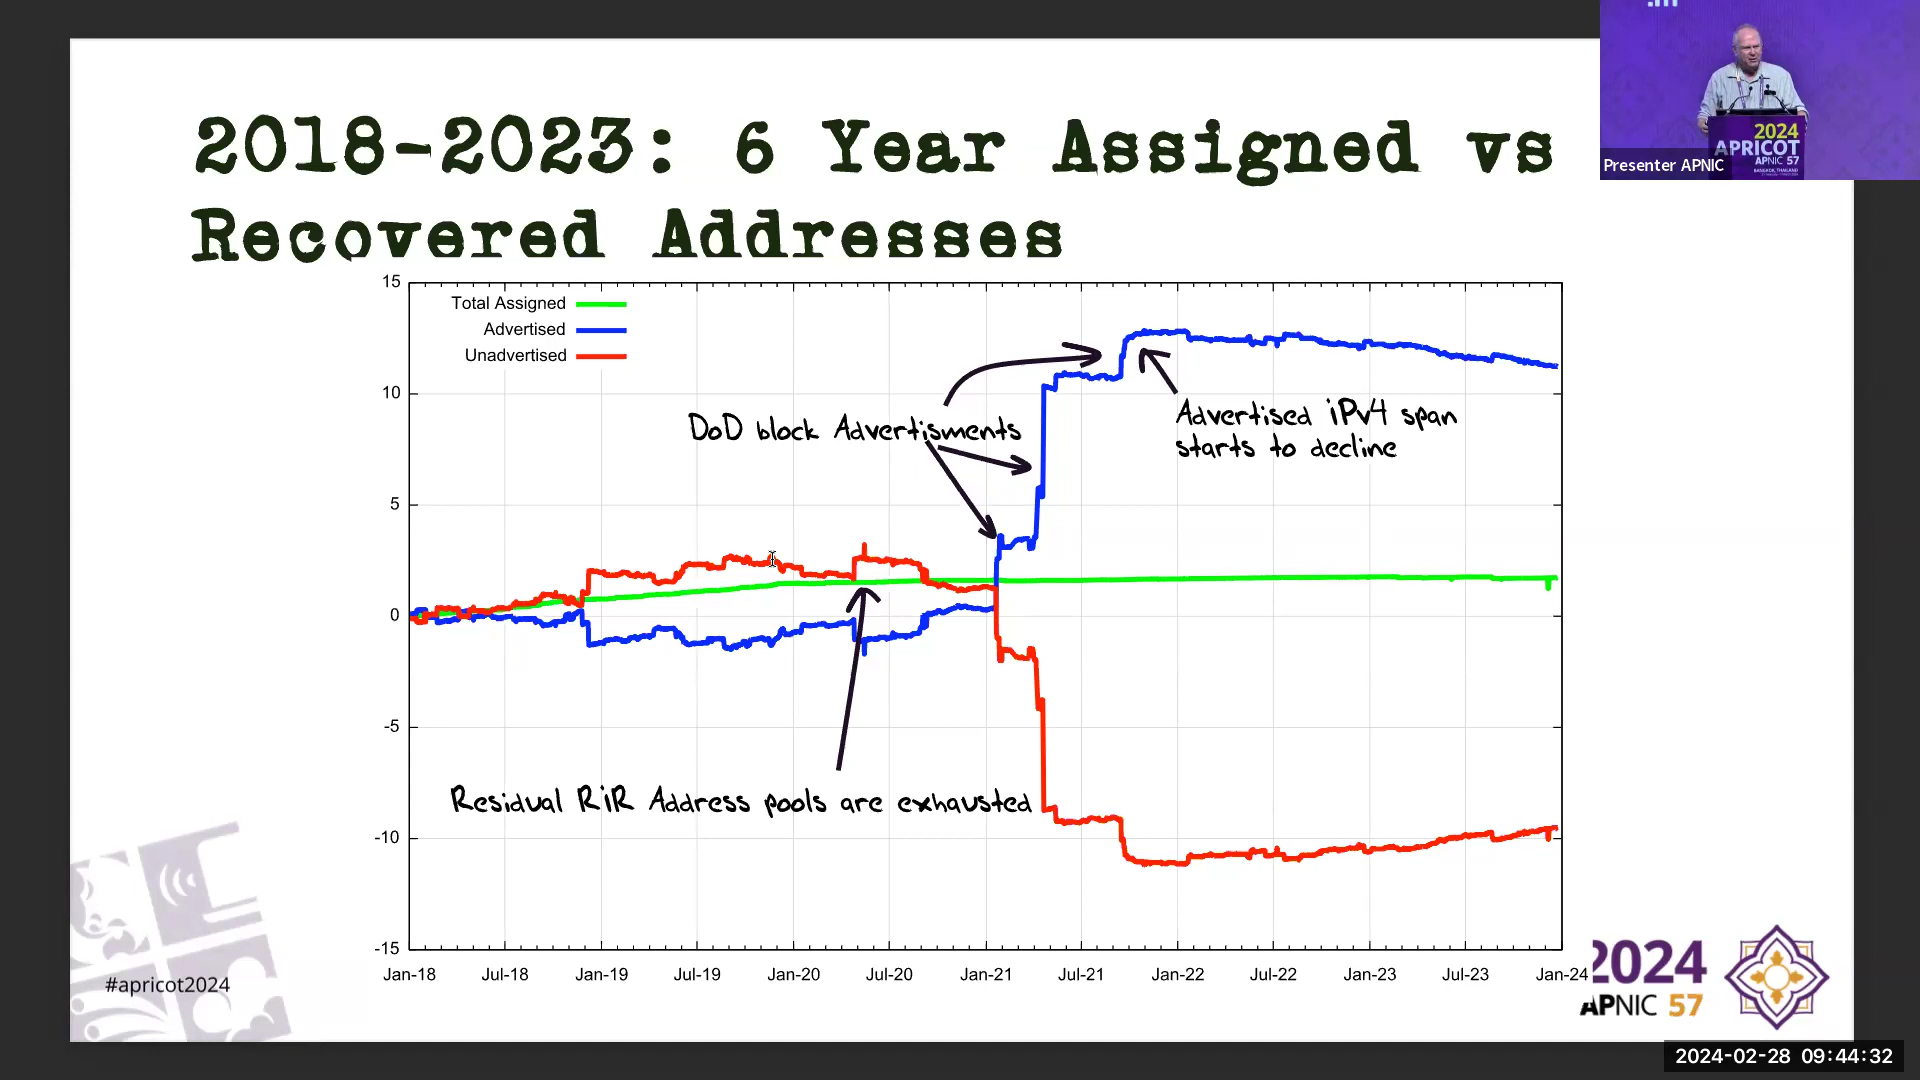 2018-2023: 6 Year Assigned vs
Recovered Addresses
Total Assigned
Advertised
Unadvertised
15
10
5
0
-5
-10
-15
DoD block Advertisments
Advertised iPv4 span
starts to decline
Residual RiR Address pools are exhausted
Jan-18 Jul-18 Jan-19 Jul-19 Jan-20 Jul-20 Jan-21 Jul-21 Jan-22 Jul-22 Jan-23 Jul-23 Jan-24
#apricot2024
2024
APNIC 57
2024
APRICOT
APNIC 57
BANGKOK, THAILAND
Presenter APNIC
2024-02-28 09:44:32